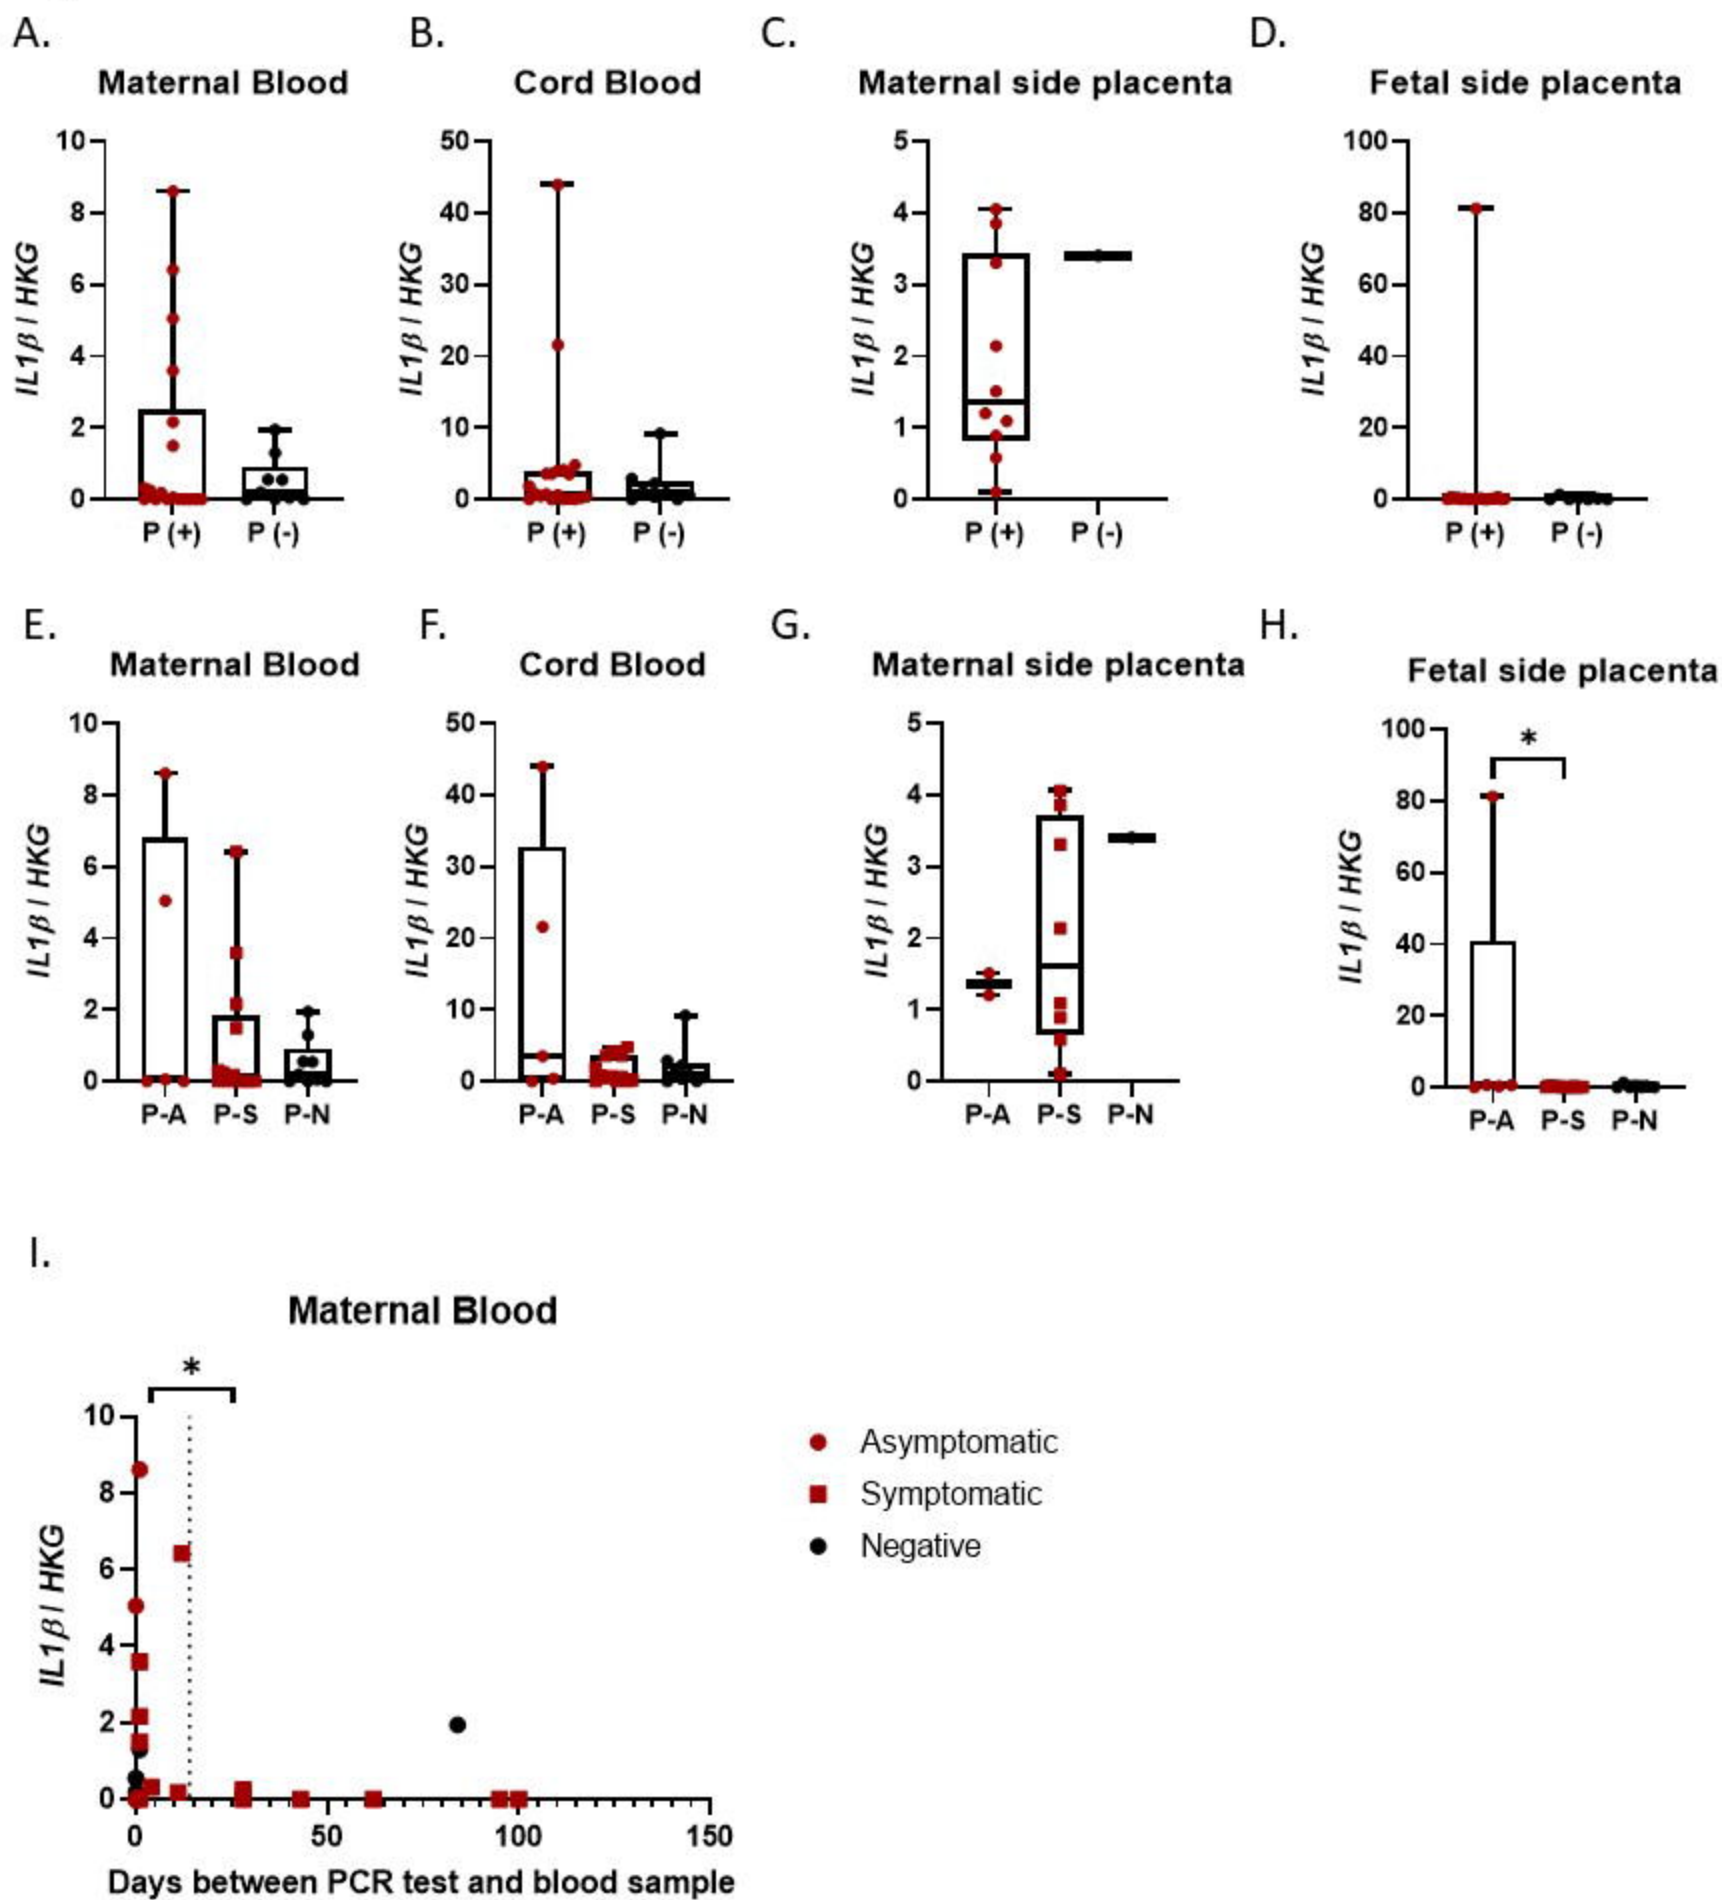 A.
Maternal Blood
IL1β / HKG
10
8
6
4
2
0
P (+)
P (-)
B.
Cord Blood
IL1β / HKG
50
40
30
20
10
0
P (+)
P (-)
C.
Maternal side placenta
IL1β / HKG
5
4
3
2
1
0
P (+)
P (-)
D.
Fetal side placenta
IL1β / HKG
100
80
60
40
20
0
P (+)
P (-)
E.
Maternal Blood
IL1β / HKG
10
8
6
4
2
0
P-A
P-S
P-N
F.
Cord Blood
IL1β / HKG
50
40
30
20
10
0
P-A
P-S
P-N
G.
Maternal side placenta
IL1β / HKG
5
4
3
2
1
0
P-A
P-S
P-N
H.
Fetal side placenta
IL1β / HKG
100
80
60
40
20
0
*
P-A
P-S
P-N
I.
Maternal Blood
*
IL1β / HKG
10
8
6
4
2
0
0
50
100
150
Days between PCR test and blood sample
Asymptomatic
Symptomatic
Negative